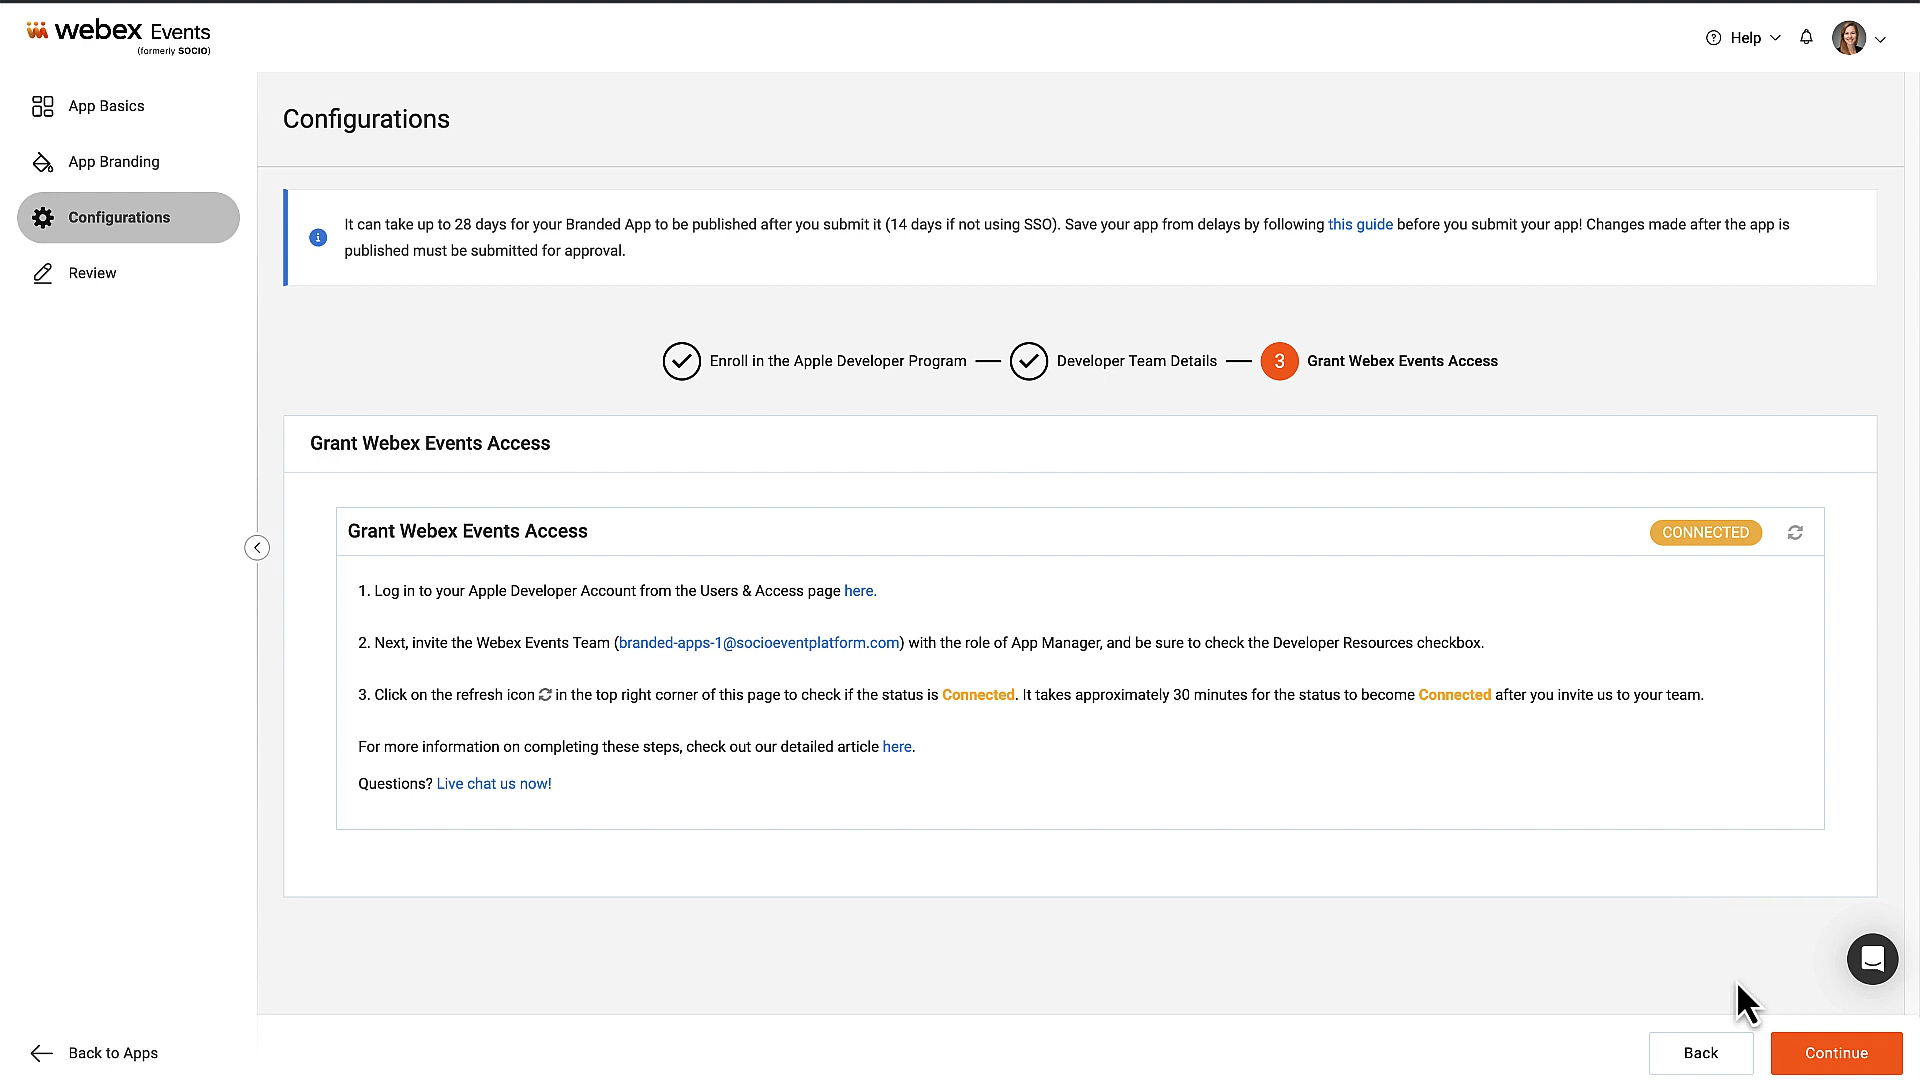 webex Events
(formerly SOCIO)
Help
App Basics
App Branding
Configurations
Review
Configurations
It can take up to 28 days for your Branded App to be published after you submit it (14 days if not using SSO). Save your app from delays by following this guide before you submit your app! Changes made after the app is
published must be submitted for approval.
Enroll in the Apple Developer Program
Developer Team Details
3 Grant Webex Events Access
Grant Webex Events Access
Grant Webex Events Access
CONNECTED
1. Log in to your Apple Developer Account from the Users & Access page here.
2. Next, invite the Webex Events Team (branded-apps-1@socioeventplatform.com) with the role of App Manager, and be sure to check the Developer Resources checkbox.
3. Click on the refresh icon in the top right corner of this page to check if the status is Connected. It takes approximately 30 minutes for the status to become Connected after you invite us to your team.
For more information on completing these steps, check out our detailed article here.
Questions? Live chat us now!
Back to Apps
Back
Continue